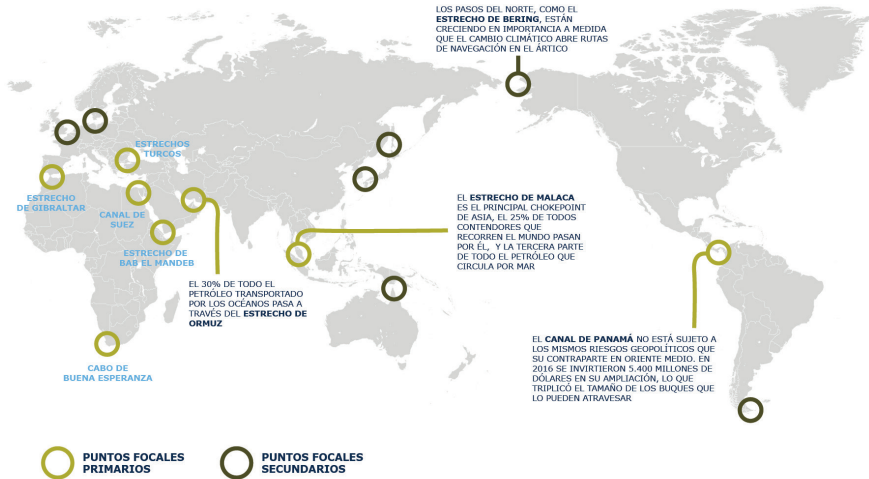 LOS PASOS DEL NORTE, COMO EL
ESTRECHO DE BERING, ESTÁN
CRECIENDO EN IMPORTANCIA A MEDIDA
QUE EL CAMBIO CLIMÁTICO ABRE RUTAS
DE NAVEGACIÓN EN EL ÁRTICO
ESTRECHOS
TURCOS
ESTRECHO
DE GIBRALTAR
CANAL DE
SUEZ
ESTRECHO DE
BAB EL MANDEB
EL ESTRECHO DE MALACA
ES EL PRINCIPAL CHOKEPOINT
DE ASIA, EL 25% DE TODOS
CONTENDORES QUE
RECORREN EL MUNDO PASAN
POR ÉL, Y LA TERCERA PARTE
DE TODO EL PETRÓLEO QUE
CIRCULA POR MAR
EL 30% DE TODO EL
PETRÓLEO TRANSPORTADO
POR LOS OCÉANOS PASA A
TRAVÉS DEL ESTRECHO DE
ORMUZ
EL CANAL DE PANAMÁ NO ESTÁ SUJETO A
LOS MISMOS RIESGOS GEOPOLÍTICOS QUE
SU CONTRAPARTE EN ORIENTE MEDIO. EN
2016 SE INVIRTIERON 5.400 MILLONES DE
DÓLARES EN SU AMPLIACIÓN, LO QUE
TRIPLICÓ EL TAMAÑO DE LOS BUQUES QUE
LO PUEDEN ATRAVESAR
CABO DE
BUENA ESPERANZA
PUNTOS FOCALES
PRIMARIOS
PUNTOS FOCALES
SECUNDARIOS